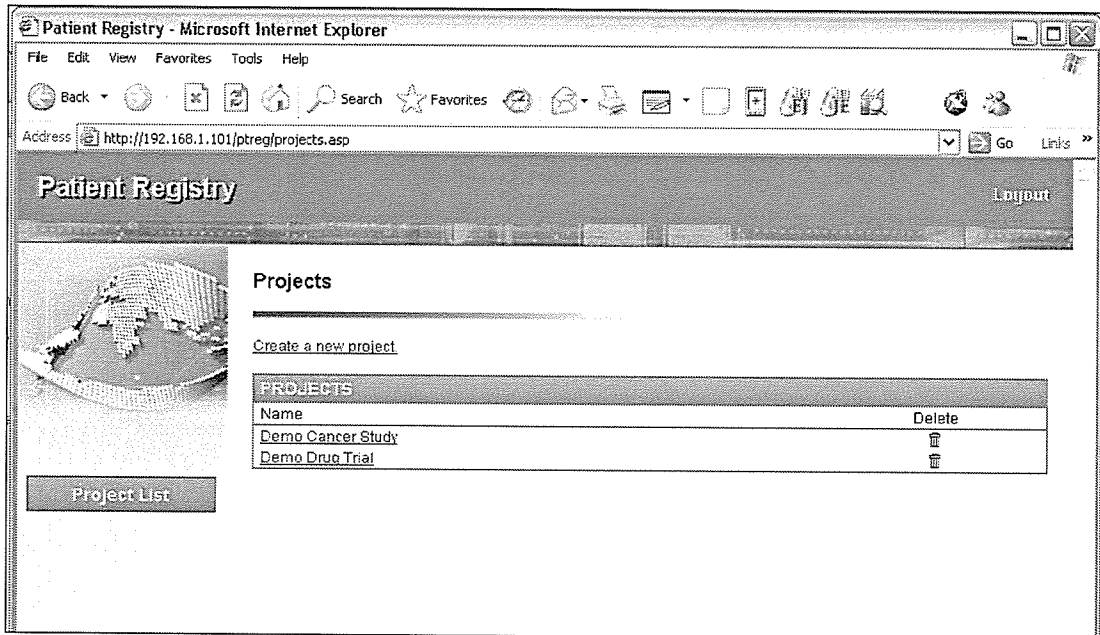 Patient Registry - Microsoft Internet Explorer
File Edit View Favorites Tools Help
Back Search Favorites
Address http://192.168.1.101/ptreg/projects.asp Go Links »
Patient Registry
Logout
Projects
Create a new project
PROJECTS
Name Delete
Demo Cancer Study
Demo Drug Trial
Project List